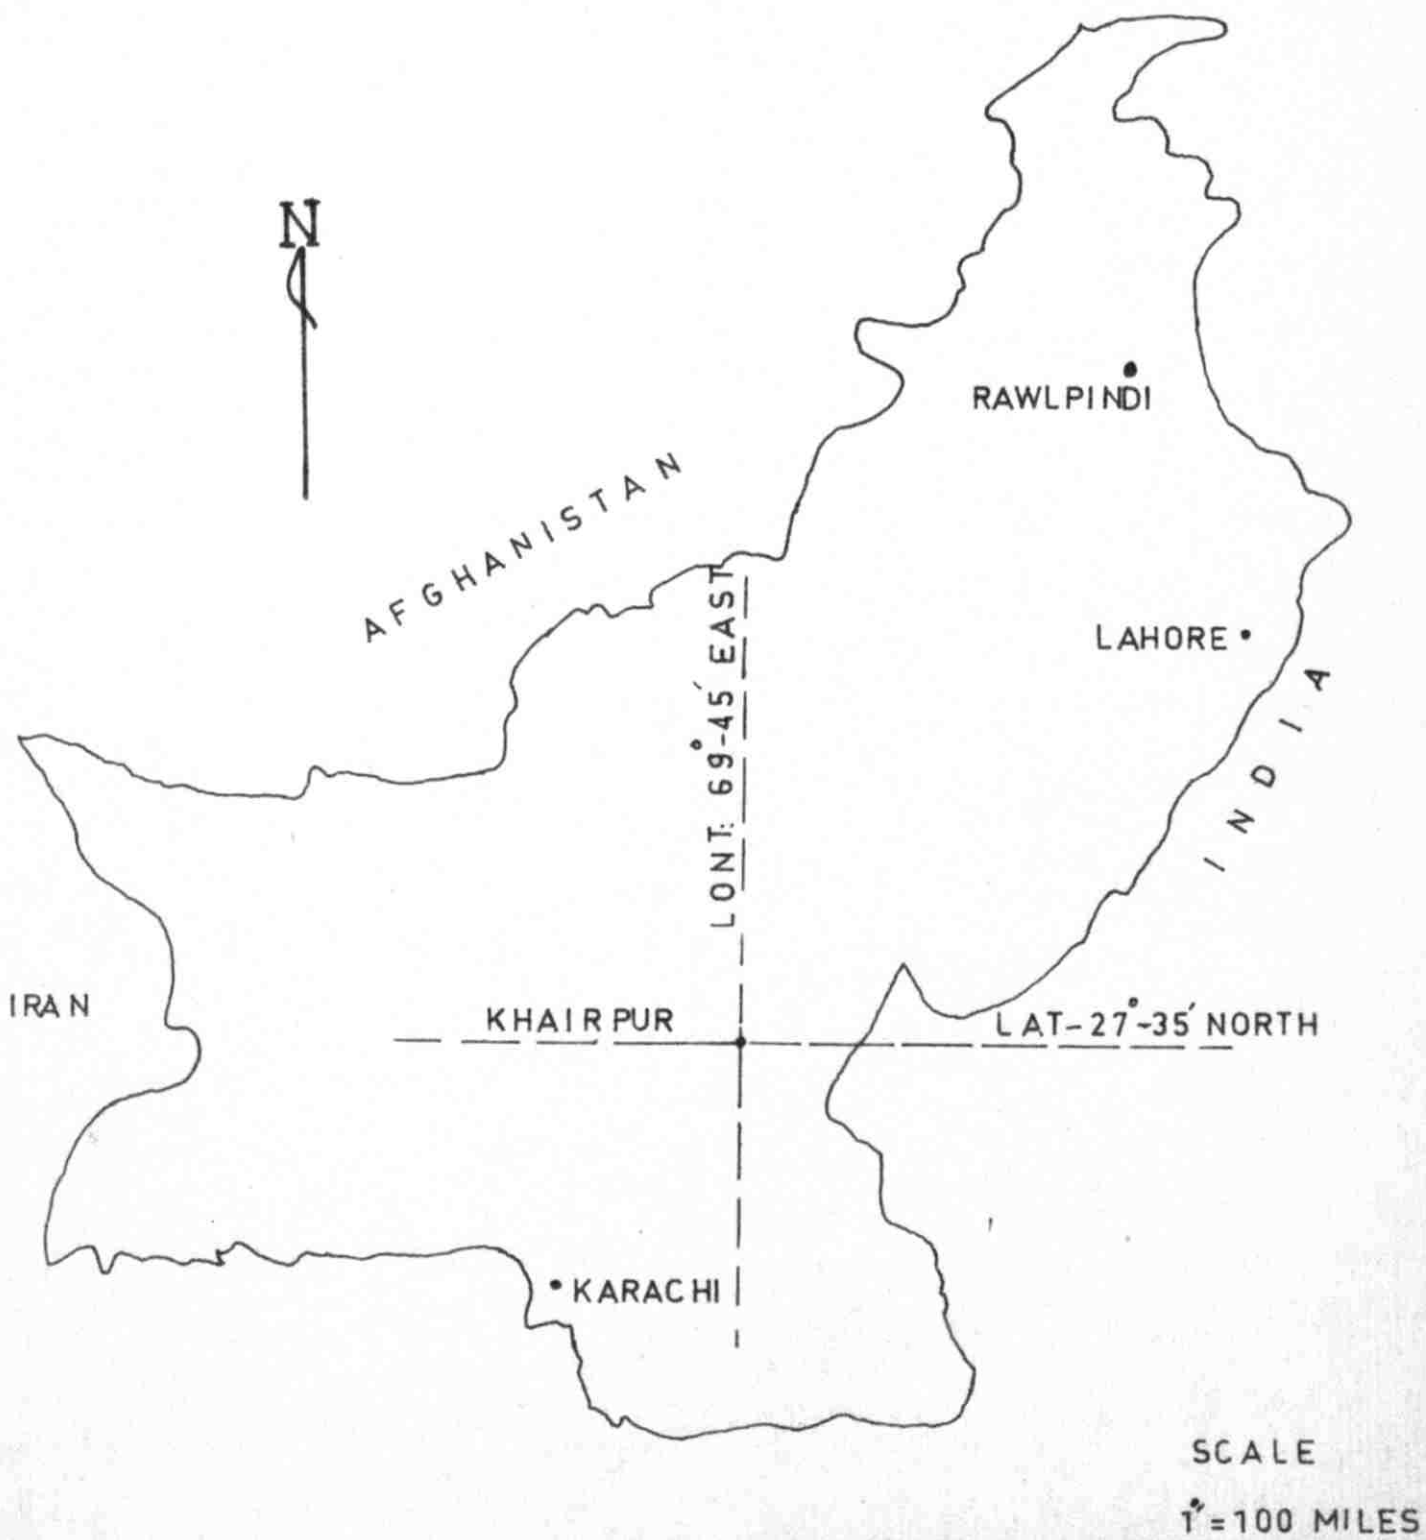 N
RAWLPINDI
AFGHANISTAN
LAHORE
INDIA
LONT: 69°-45′ EAST
IRAN
KHAIRPUR
LAT-27°-35′ NORTH
KARACHI
SCALE
1″=100 MILES